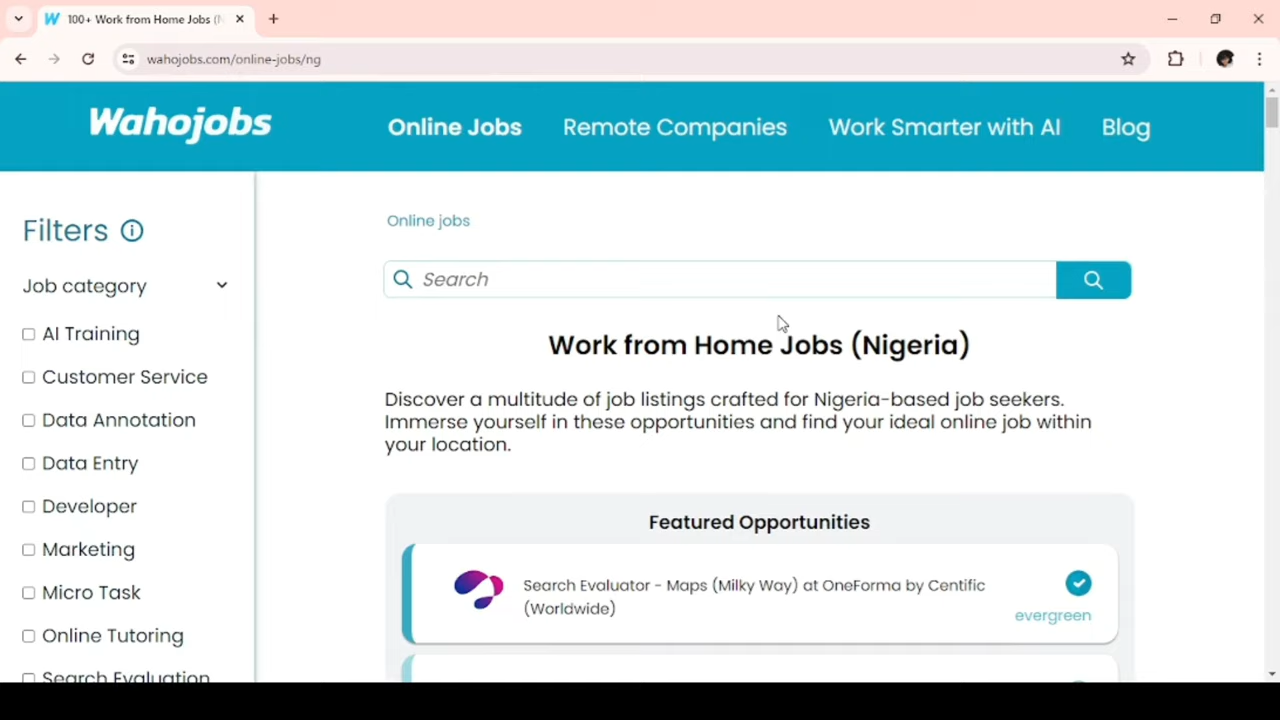 100+ Work from Home Jobs (
wahojobs.com/online-jobs/ng
Wahojobs
Online Jobs
Remote Companies
Work Smarter with AI
Blog
Filters
Job category
AI Training
Customer Service
Data Annotation
Data Entry
Developer
Marketing
Micro Task
Online Tutoring
Search Evaluation
Online jobs
Search
Work from Home Jobs (Nigeria)
Discover a multitude of job listings crafted for Nigeria-based job seekers.
Immerse yourself in these opportunities and find your ideal online job within
your location.
Featured Opportunities
Search Evaluator - Maps (Milky Way) at OneForma by Centific
(Worldwide)
evergreen